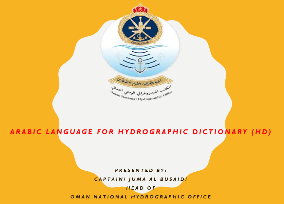 ARABIC LANGUAGE FOR HYDROGRAPHIC DICTIONARY (HD)
PRESENTED BY:
CAPTAIN/ JUMA AL BUSAIDI
HEAD OF
OMAN NATIONAL HYDROGRAPHIC OFFICE